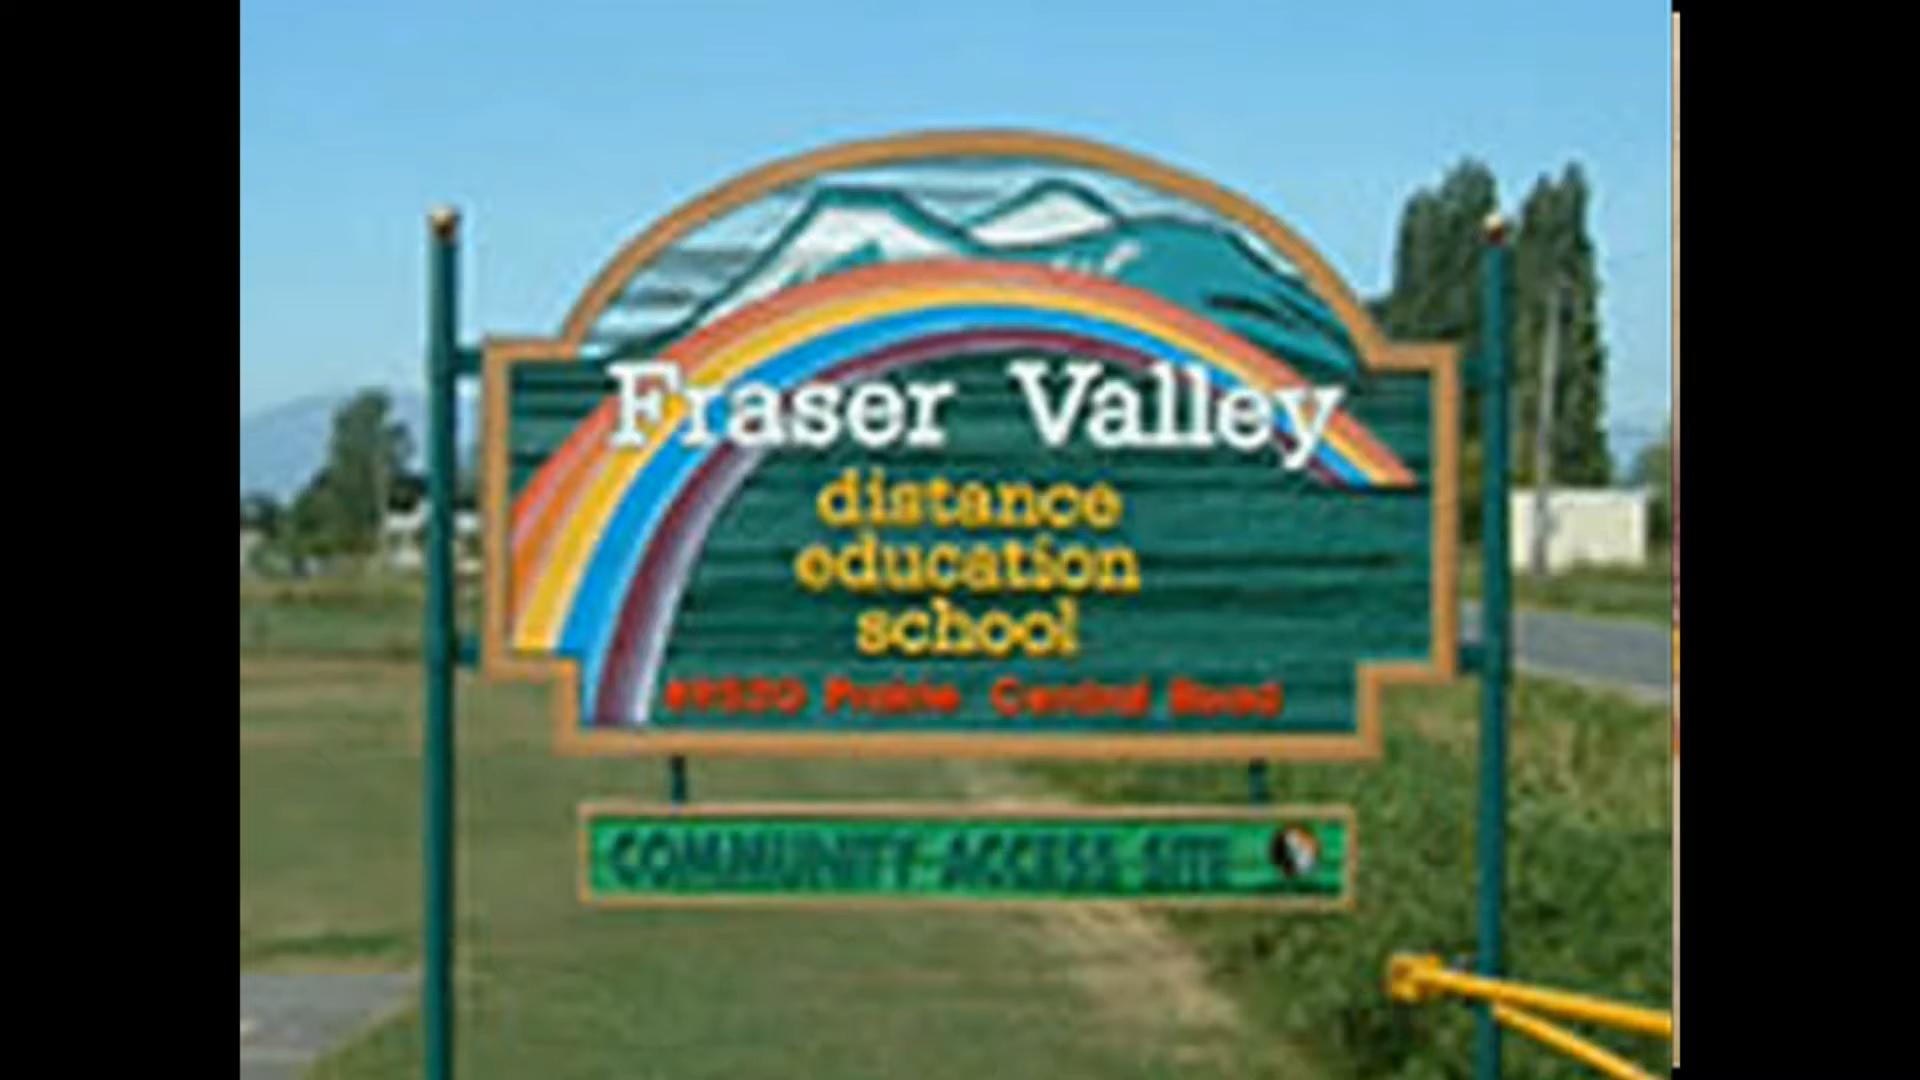 Fraser Valley
distance
education
school
Prairie Central Road
COMMUNITY ACCESS SITE